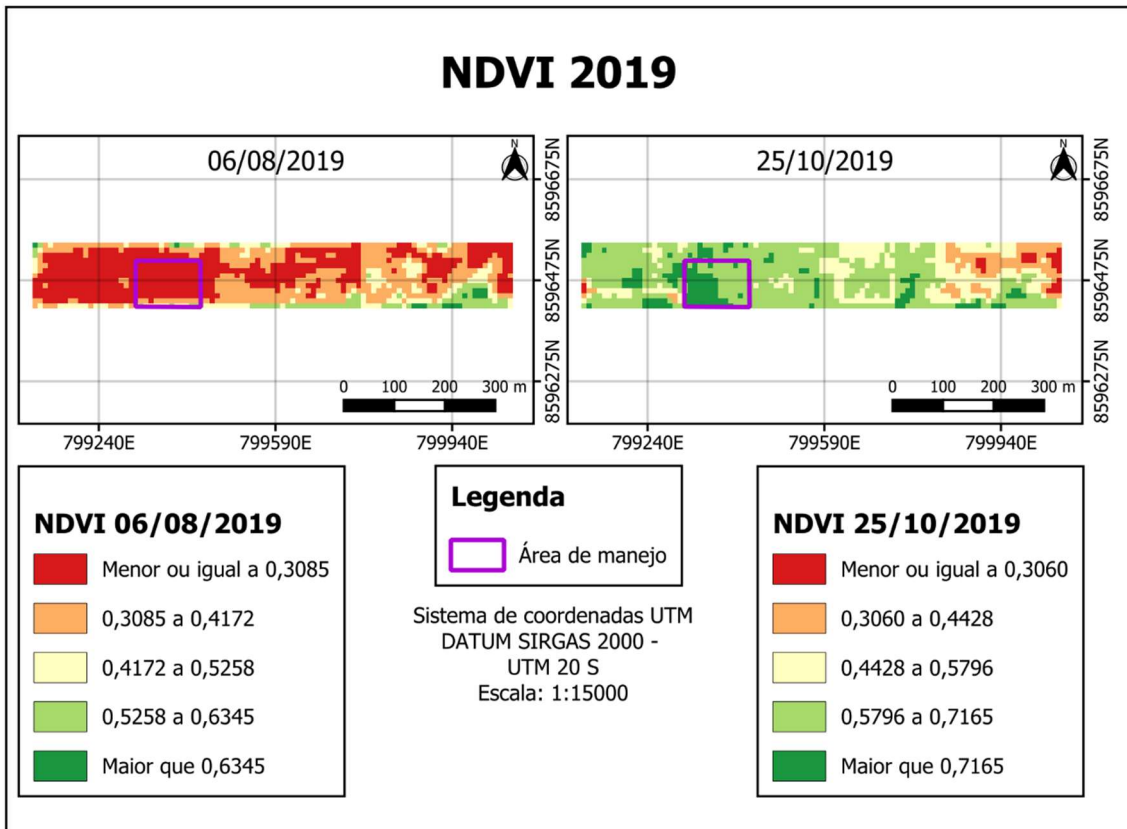 NDVI 2019
06/08/2019
N
8596675N
8596475N
8596275N
0 100 200 300 m
799240E 799590E 799940E
25/10/2019
N
8596675N
8596475N
8596275N
0 100 200 300 m
799240E 799590E 799940E
NDVI 06/08/2019
Menor ou igual a 0,3085
0,3085 a 0,4172
0,4172 a 0,5258
0,5258 a 0,6345
Maior que 0,6345
Legenda
Área de manejo
Sistema de coordenadas UTM
DATUM SIRGAS 2000 -
UTM 20 S
Escala: 1:15000
NDVI 25/10/2019
Menor ou igual a 0,3060
0,3060 a 0,4428
0,4428 a 0,5796
0,5796 a 0,7165
Maior que 0,7165